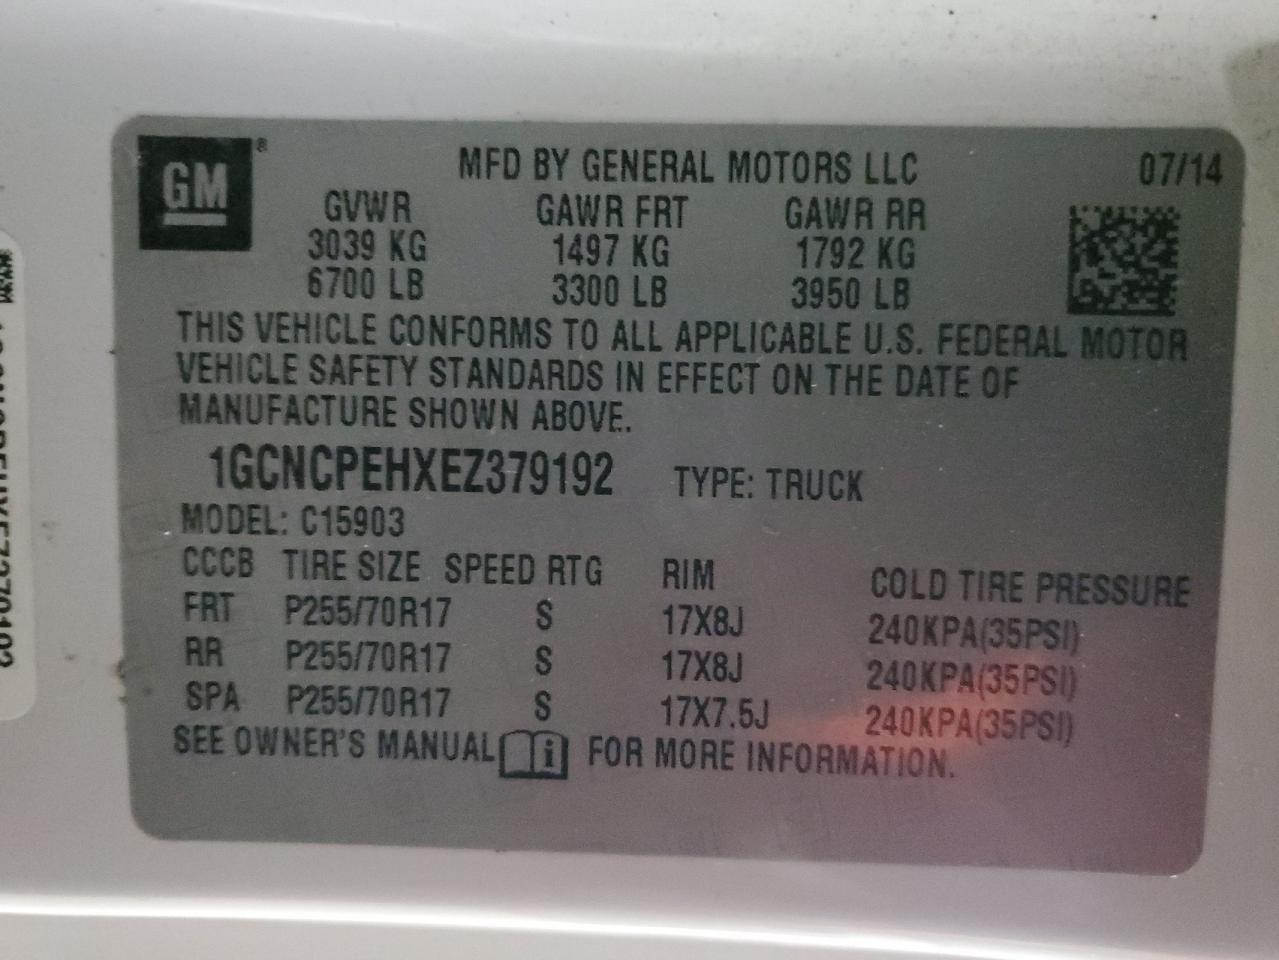 GM®
MFD BY GENERAL MOTORS LLC 07/14
GVWR GAWR FRT GAWR RR
3039 KG 1497 KG 1792 KG
6700 LB 3300 LB 3950 LB
THIS VEHICLE CONFORMS TO ALL APPLICABLE U.S. FEDERAL MOTOR
VEHICLE SAFETY STANDARDS IN EFFECT ON THE DATE OF
MANUFACTURE SHOWN ABOVE.
1GCNCPEHXEZ379192 TYPE: TRUCK
MODEL: C15903
CCCB TIRE SIZE SPEED RTG RIM COLD TIRE PRESSURE
FRT P255/70R17 S 17X8J 240KPA(35PSI)
RR P255/70R17 S 17X8J 240KPA(35PSI)
SPA P255/70R17 S 17X7.5J 240KPA(35PSI)
SEE OWNER'S MANUAL i FOR MORE INFORMATION.